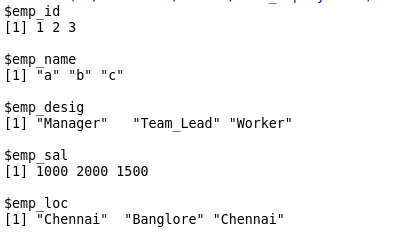 $emp_id
[1] 1 2 3
$emp_name
[1] "a" "b" "c"
$emp_desig
[1] "Manager"   "Team_Lead" "Worker"
$emp_sal
[1] 1000 2000 1500
$emp_loc
[1] "Chennai"  "Banglore" "Chennai"